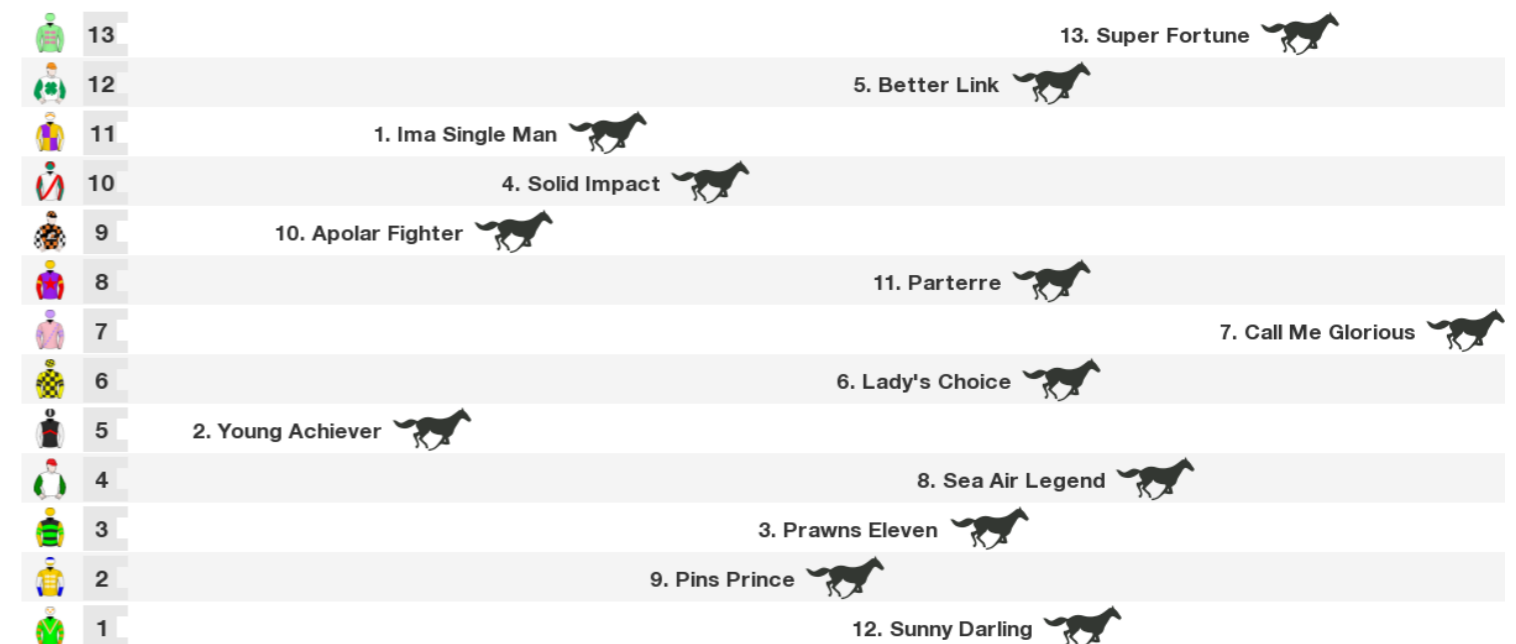 13 13. Super Fortune
12 5. Better Link
11 1. Ima Single Man
10 4. Solid Impact
9 10. Apolar Fighter
8 11. Parterre
7 7. Call Me Glorious
6 6. Lady's Choice
5 2. Young Achiever
4 8. Sea Air Legend
3 3. Prawns Eleven
2 9. Pins Prince
1 12. Sunny Darling